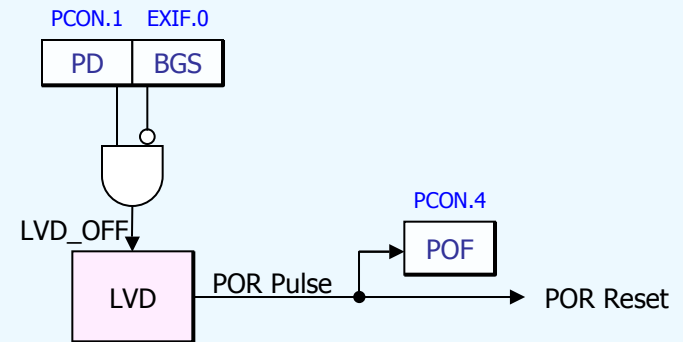 PCON.1 EXIF.0
PD BGS
PCON.4
LVD_OFF
POF
LVD
POR Pulse
POR Reset